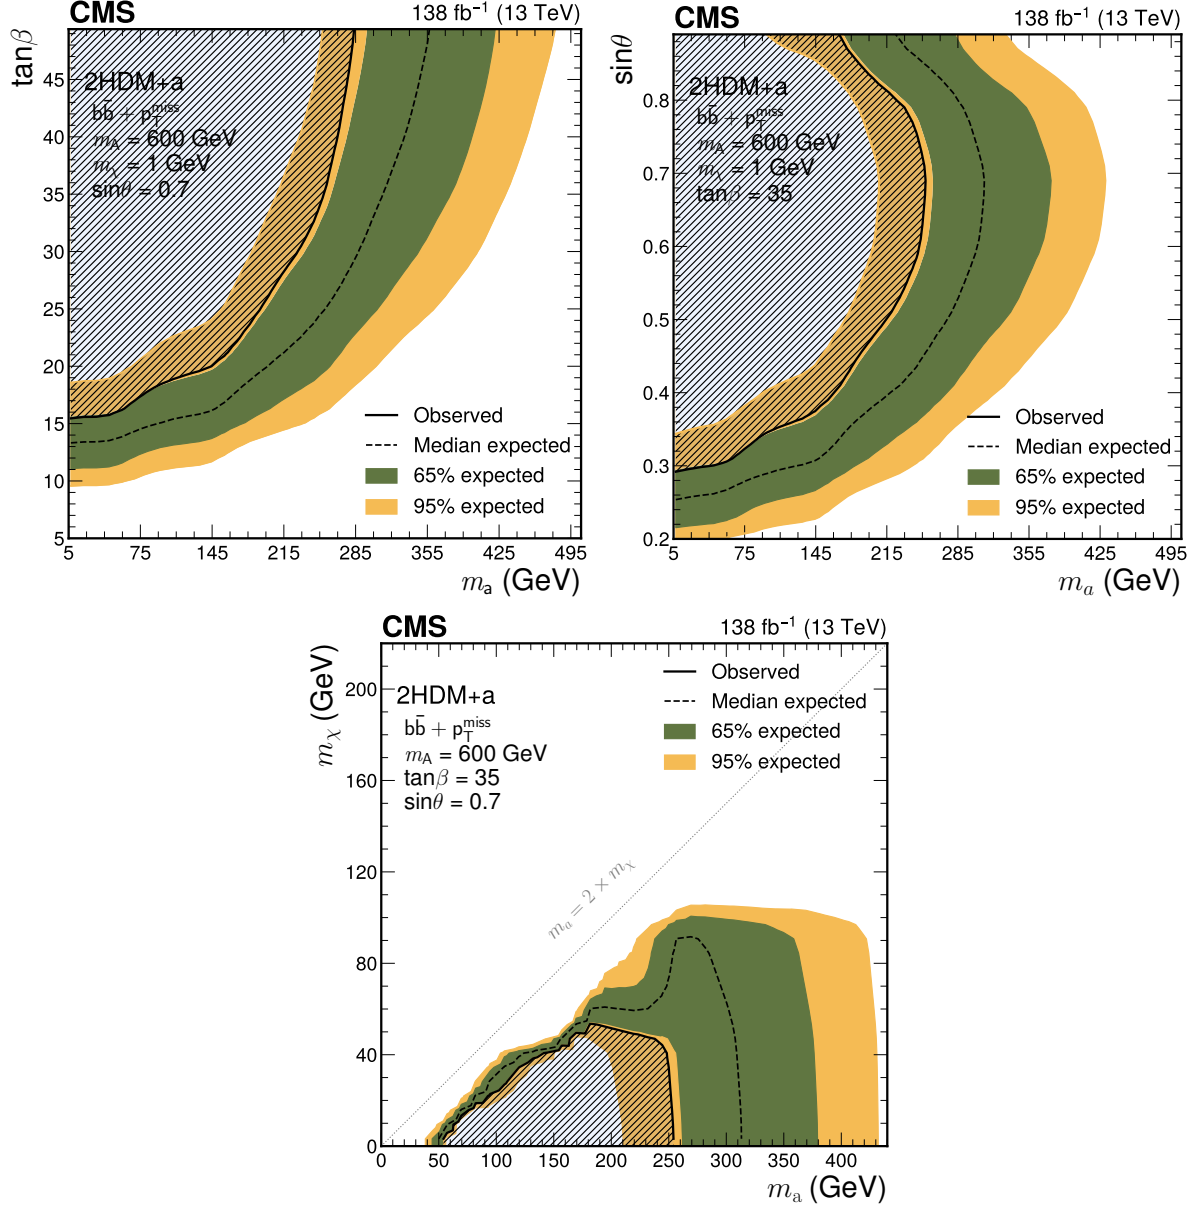 CMS 138 fb⁻¹ (13 TeV)
tanβ
45
40
35
30
25
20
15
10
5
2HDM+a
bb̄ + p_T^miss
m_A = 600 GeV
m_χ = 1 GeV
sinθ = 0.7
Observed
Median expected
65% expected
95% expected
5 75 145 215 285 355 425 495
m_a (GeV)
CMS 138 fb⁻¹ (13 TeV)
sinθ
0.8
0.7
0.6
0.5
0.4
0.3
0.2
2HDM+a
bb̄ + p_T^miss
m_A = 600 GeV
m_χ = 1 GeV
tanβ = 35
Observed
Median expected
65% expected
95% expected
5 75 145 215 285 355 425 495
m_a (GeV)
CMS 138 fb⁻¹ (13 TeV)
m_χ (GeV)
200
160
120
80
40
0
2HDM+a
bb̄ + p_T^miss
m_A = 600 GeV
tanβ = 35
sinθ = 0.7
Observed
Median expected
65% expected
95% expected
m_a = 2 × m_χ
0 50 100 150 200 250 300 350 400
m_a (GeV)